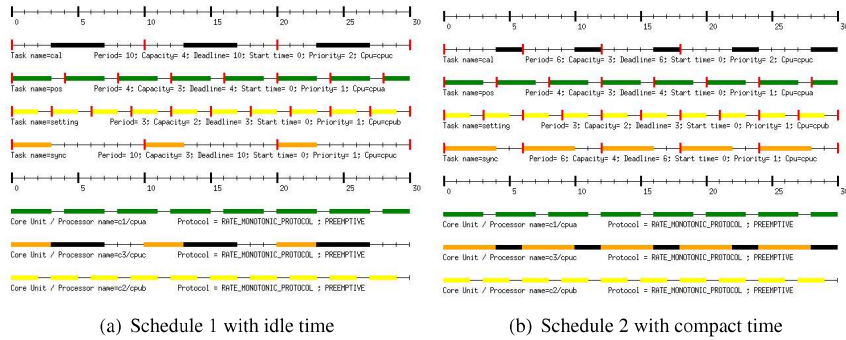 0 5 10 15 20 25 30
Task name=cal Period= 10; Capacity= 4; Deadline= 10; Start time= 0; Priority= 2; Cpu=cpuc
Task name=pos Period= 4; Capacity= 3; Deadline= 4; Start time= 0; Priority= 1; Cpu=cpua
Task name=setting Period= 3; Capacity= 2; Deadline= 3; Start time= 0; Priority= 1; Cpu=cpub
Task name=sync Period= 10; Capacity= 3; Deadline= 10; Start time= 0; Priority= 1; Cpu=cpuc
0 5 10 15 20 25 30
Core Unit / Processor name=c1/cpua Protocol = RATE_MONOTONIC_PROTOCOL ; PREEMPTIVE
Core Unit / Processor name=c3/cpuc Protocol = RATE_MONOTONIC_PROTOCOL ; PREEMPTIVE
Core Unit / Processor name=c2/cpub Protocol = RATE_MONOTONIC_PROTOCOL ; PREEMPTIVE
(a) Schedule 1 with idle time
0 5 10 15 20 25 30
Task name=cal Period= 6; Capacity= 3; Deadline= 6; Start time= 0; Priority= 2; Cpu=cpuc
Task name=pos Period= 4; Capacity= 3; Deadline= 4; Start time= 0; Priority= 1; Cpu=cpua
Task name=setting Period= 3; Capacity= 2; Deadline= 3; Start time= 0; Priority= 1; Cpu=cpub
Task name=sync Period= 6; Capacity= 4; Deadline= 6; Start time= 0; Priority= 1; Cpu=cpuc
0 5 10 15 20 25 30
Core Unit / Processor name=c1/cpua Protocol = RATE_MONOTONIC_PROTOCOL ; PREEMPTIVE
Core Unit / Processor name=c3/cpuc Protocol = RATE_MONOTONIC_PROTOCOL ; PREEMPTIVE
Core Unit / Processor name=c2/cpub Protocol = RATE_MONOTONIC_PROTOCOL ; PREEMPTIVE
(b) Schedule 2 with compact time